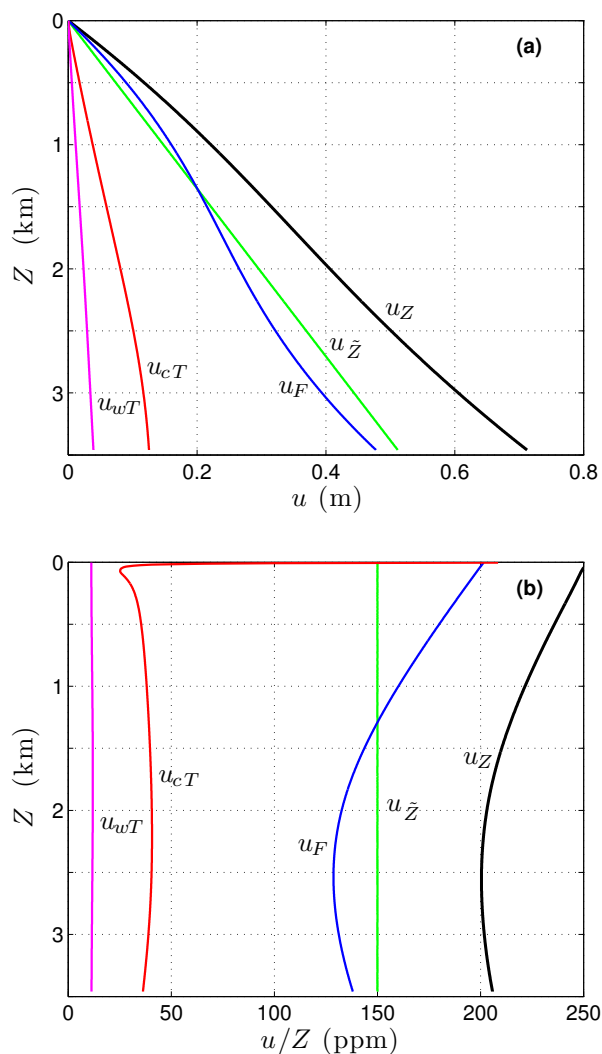 0
(a)
1
2
3
Z (km)
u_Z
u_Z̃
u_cT
u_F
u_wT
0 0.2 0.4 0.6 0.8
u (m)
0
(b)
1
2
3
Z (km)
u_Z
u_cT
u_Z̃
u_wT
u_F
0 50 100 150 200 250
u/Z (ppm)